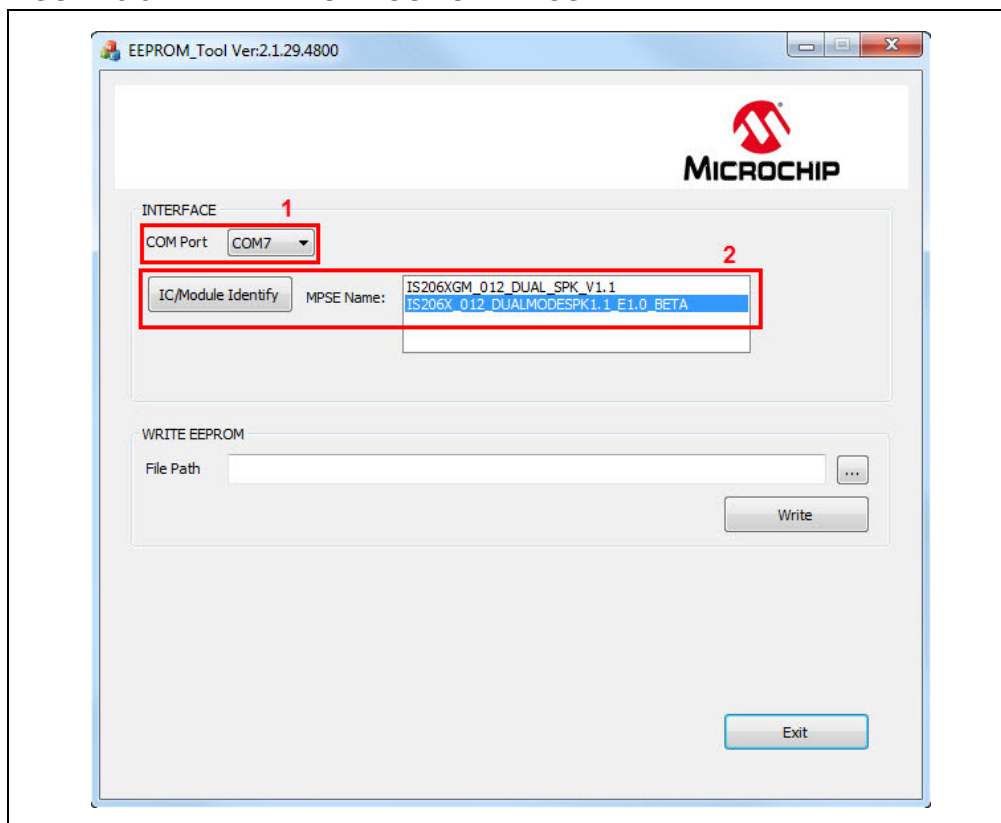 EEPROM_Tool Ver:2.1.29.4800
MICROCHIP
INTERFACE
1
COM Port COM7
2
IC/Module Identify MPSE Name:
IS206XGM_012_DUAL_SPK_V1.1
IS206X_012_DUALMODESPK1.1_E1.0_BETA
WRITE EEPROM
File Path ...
Write
Exit